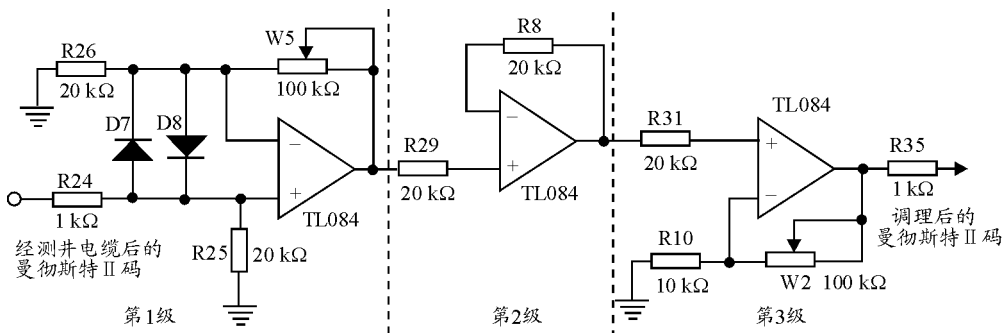 R26
20 kΩ
W5
100 kΩ
D7
D8
R24
1 kΩ
经测井电缆后的
曼彻斯特Ⅱ码
−
+
TL084
R25
20 kΩ
第1级
R29
20 kΩ
R8
20 kΩ
−
+
TL084
第2级
R31
20 kΩ
TL084
+
−
R35
1 kΩ
调理后的
曼彻斯特Ⅱ码
R10
10 kΩ
W2
100 kΩ
第3级